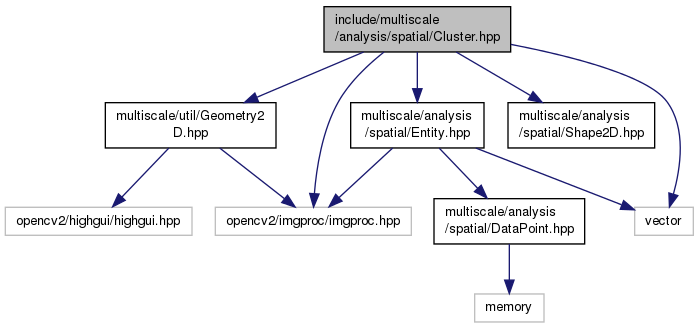 include/multiscale
/analysis/spatial/Cluster.hpp
multiscale/util/Geometry2
D.hpp
multiscale/analysis
/spatial/Entity.hpp
multiscale/analysis
/spatial/Shape2D.hpp
opencv2/highgui/highgui.hpp
opencv2/imgproc/imgproc.hpp
multiscale/analysis
/spatial/DataPoint.hpp
vector
memory